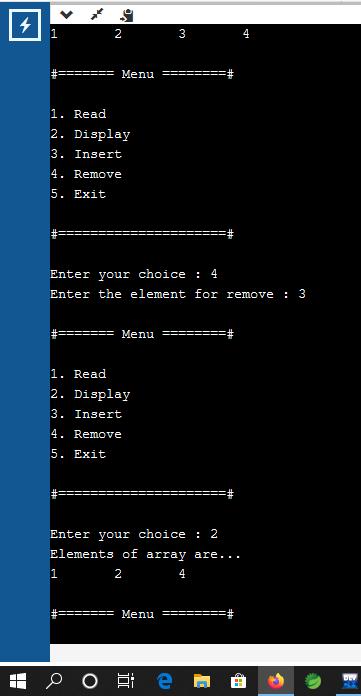 1 2 3 4
#======= Menu ========#
1. Read
2. Display
3. Insert
4. Remove
5. Exit
#=====================#
Enter your choice : 4
Enter the element for remove : 3
#======= Menu ========#
1. Read
2. Display
3. Insert
4. Remove
5. Exit
#=====================#
Enter your choice : 2
Elements of array are...
1 2 4
#======= Menu ========#
DEV